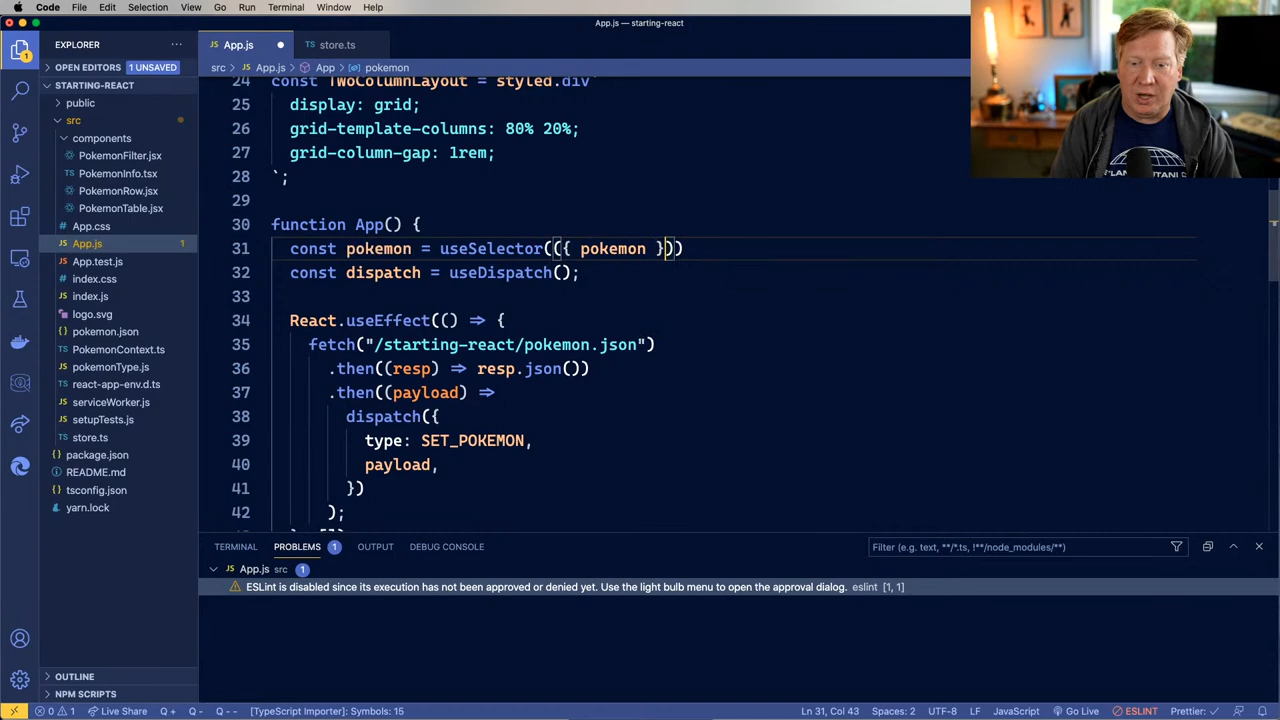 Code File Edit Selection View Go Run Terminal Window Help
App.js — starting-react
EXPLORER ···
OPEN EDITORS 1 UNSAVED
STARTING-REACT
public
src
components
PokemonFilter.jsx
PokemonInfo.tsx
PokemonRow.jsx
PokemonTable.jsx
App.css
App.js 1
App.test.js
index.css
index.js
logo.svg
pokemon.json
PokemonContext.ts
pokemonType.js
react-app-env.d.ts
serviceWorker.js
setupTests.js
store.ts
package.json
README.md
tsconfig.json
yarn.lock
OUTLINE
NPM SCRIPTS
App.js store.ts
src > App.js > App > pokemon
24 const TwoColumnLayout = styled.div`
25 display: grid;
26 grid-template-columns: 80% 20%;
27 grid-column-gap: 1rem;
28 `;
29
30 function App() {
31 const pokemon = useSelector(({ pokemon }))
32 const dispatch = useDispatch();
33
34 React.useEffect(() => {
35 fetch("/starting-react/pokemon.json")
36 .then((resp) => resp.json())
37 .then((payload) =>
38 dispatch({
39 type: SET_POKEMON,
40 payload,
41 })
42 );
TERMINAL PROBLEMS 1 OUTPUT DEBUG CONSOLE Filter (e.g. text, **/*.ts, !**/node_modules/**)
App.js src 1
ESLint is disabled since its execution has not been approved or denied yet. Use the light bulb menu to open the approval dialog. eslint [1, 1]
0 1 Live Share Q + Q - Q - - [TypeScript Importer]: Symbols: 15 Ln 31, Col 43 Spaces: 2 UTF-8 LF JavaScript Go Live ESLINT Prettier: ✓